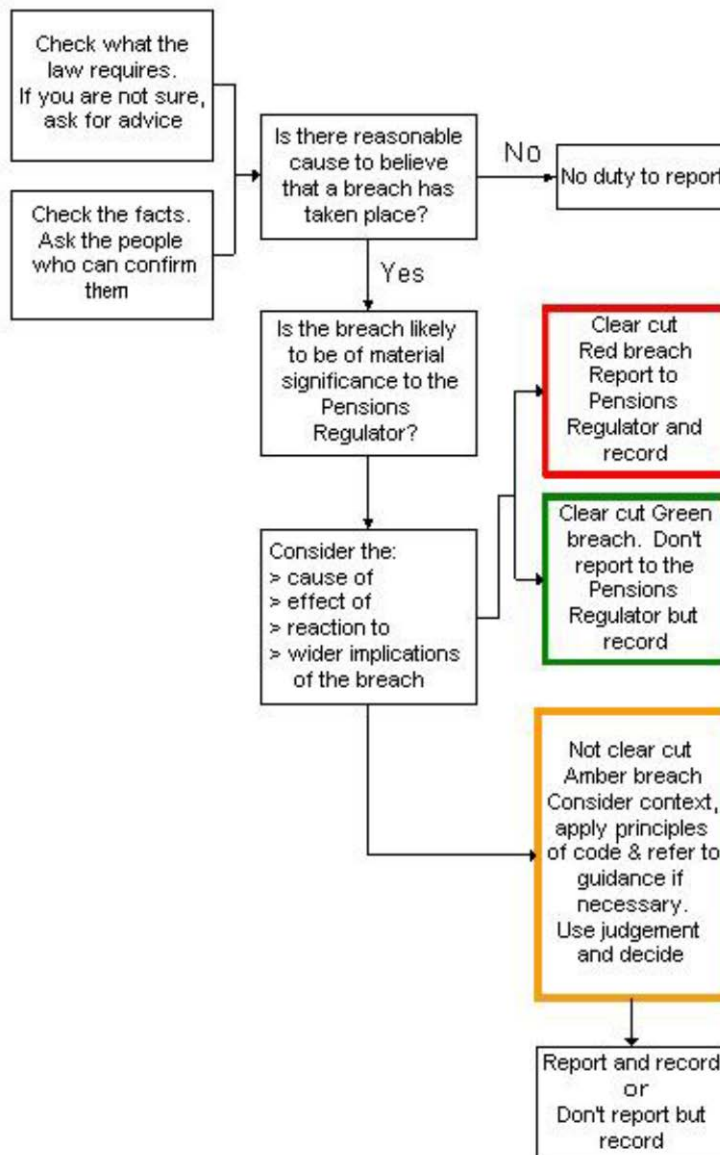 Check what the
law requires.
If you are not sure,
ask for advice
Check the facts.
Ask the people
who can confirm
them
Is there reasonable
cause to believe
that a breach has
taken place?
No
No duty to report
Yes
Is the breach likely
to be of material
significance to the
Pensions
Regulator?
Consider the:
> cause of
> effect of
> reaction to
> wider implications
of the breach
Clear cut
Red breach
Report to
Pensions
Regulator and
record
Clear cut Green
breach. Don't
report to the
Pensions
Regulator but
record
Not clear cut
Amber breach
Consider context,
apply principles
of code & refer to
guidance if
necessary.
Use judgement
and decide
Report and record
or
Don't report but
record